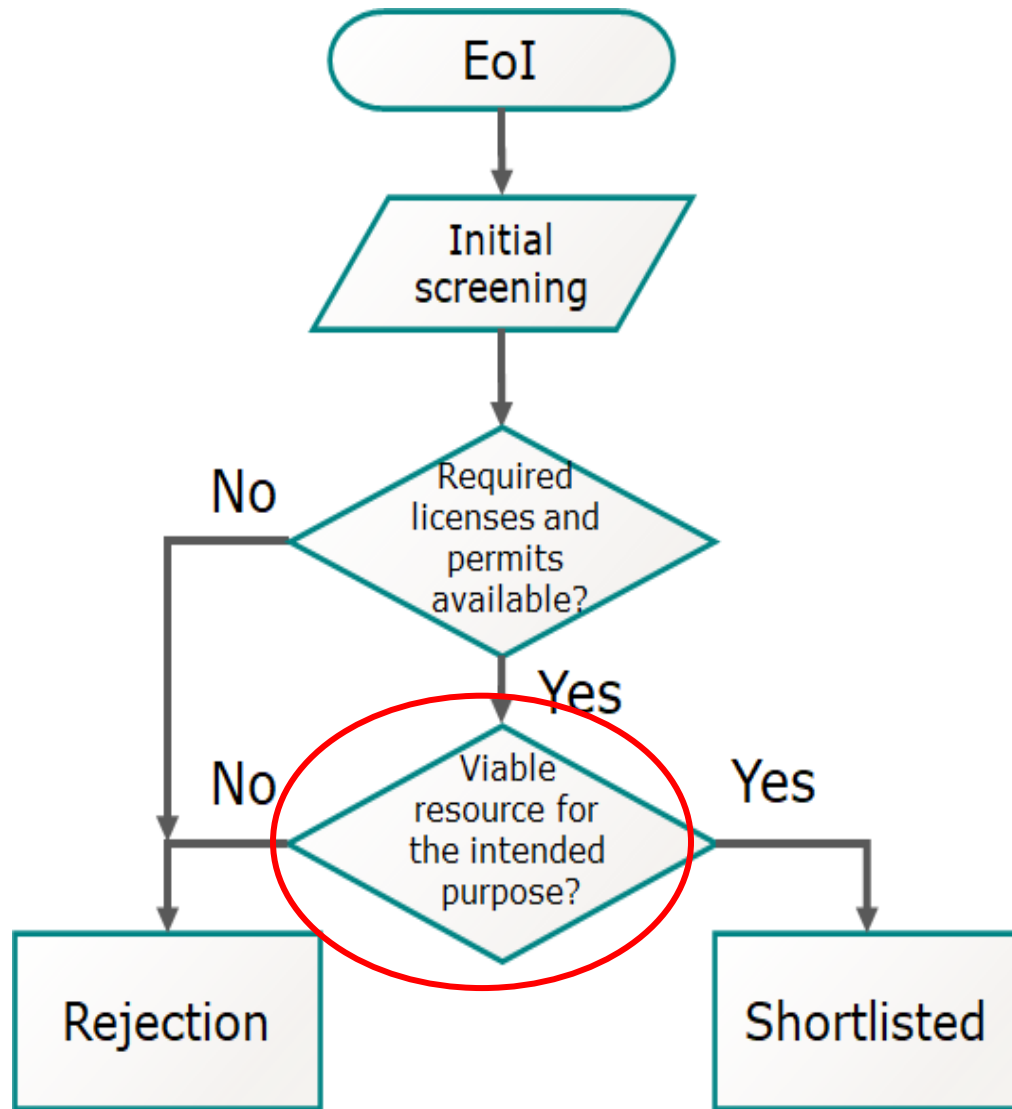 EoI
Initial
screening
No
Required
licenses and
permits
available?
Yes
No
Viable
resource for
the intended
purpose?
Yes
Rejection
Shortlisted